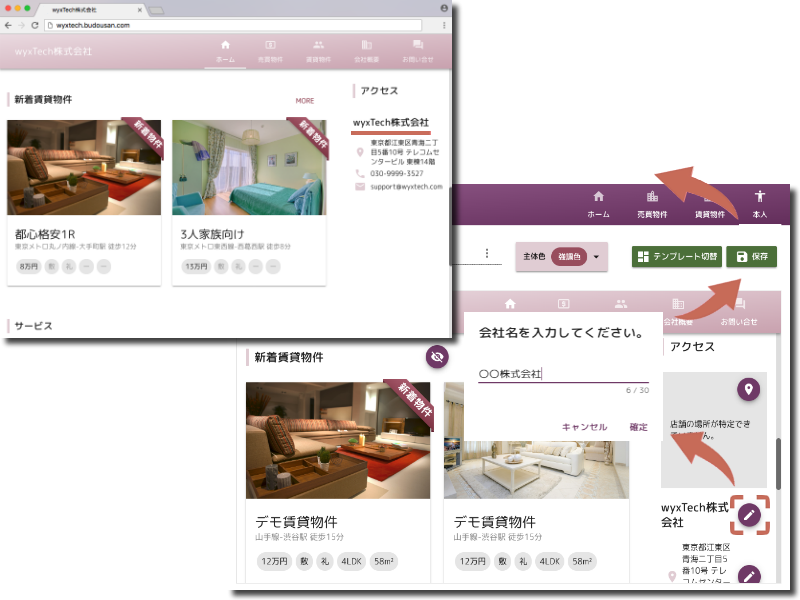 wyxTech株式会社
wyxtech.budousan.com
wyxTech株式会社
ホーム
売買物件
賃貸物件
会社概要
お問い合せ
新着賃貸物件
MORE
アクセス
新着物件
新着物件
wyxTech株式会社
東京都江東区青海二丁
目5番10号 テレコムセ
ンタービル 東棟14階
030-9999-3527
support@wyxtech.com
都心格安1R
東京メトロ丸ノ内線-大手町駅 徒歩12分
8万円 敷 礼 ー ー
3人家族向け
東京メトロ東西線-西葛西駅 徒歩8分
13万円 敷 礼 ー ー
サービス
ホーム
売買物件
賃貸物件
本人
主体色 強調色
テンプレート切替
保存
会社概要
お問い合せ
会社名を入力してください。
〇〇株式会社
6 / 30
キャンセル 確定
アクセス
店舗の場所が特定でき
ん。
wyxTech株式
会社
東京都江東区
青海二丁目5
番10号 テレ
コムセンター
新着賃貸物件
新着物件
デモ賃貸物件
山手線-渋谷駅 徒歩15分
12万円 敷 礼 4LDK 58m²
デモ賃貸物件
山手線-渋谷駅 徒歩15分
12万円 敷 礼 4LDK 58m²